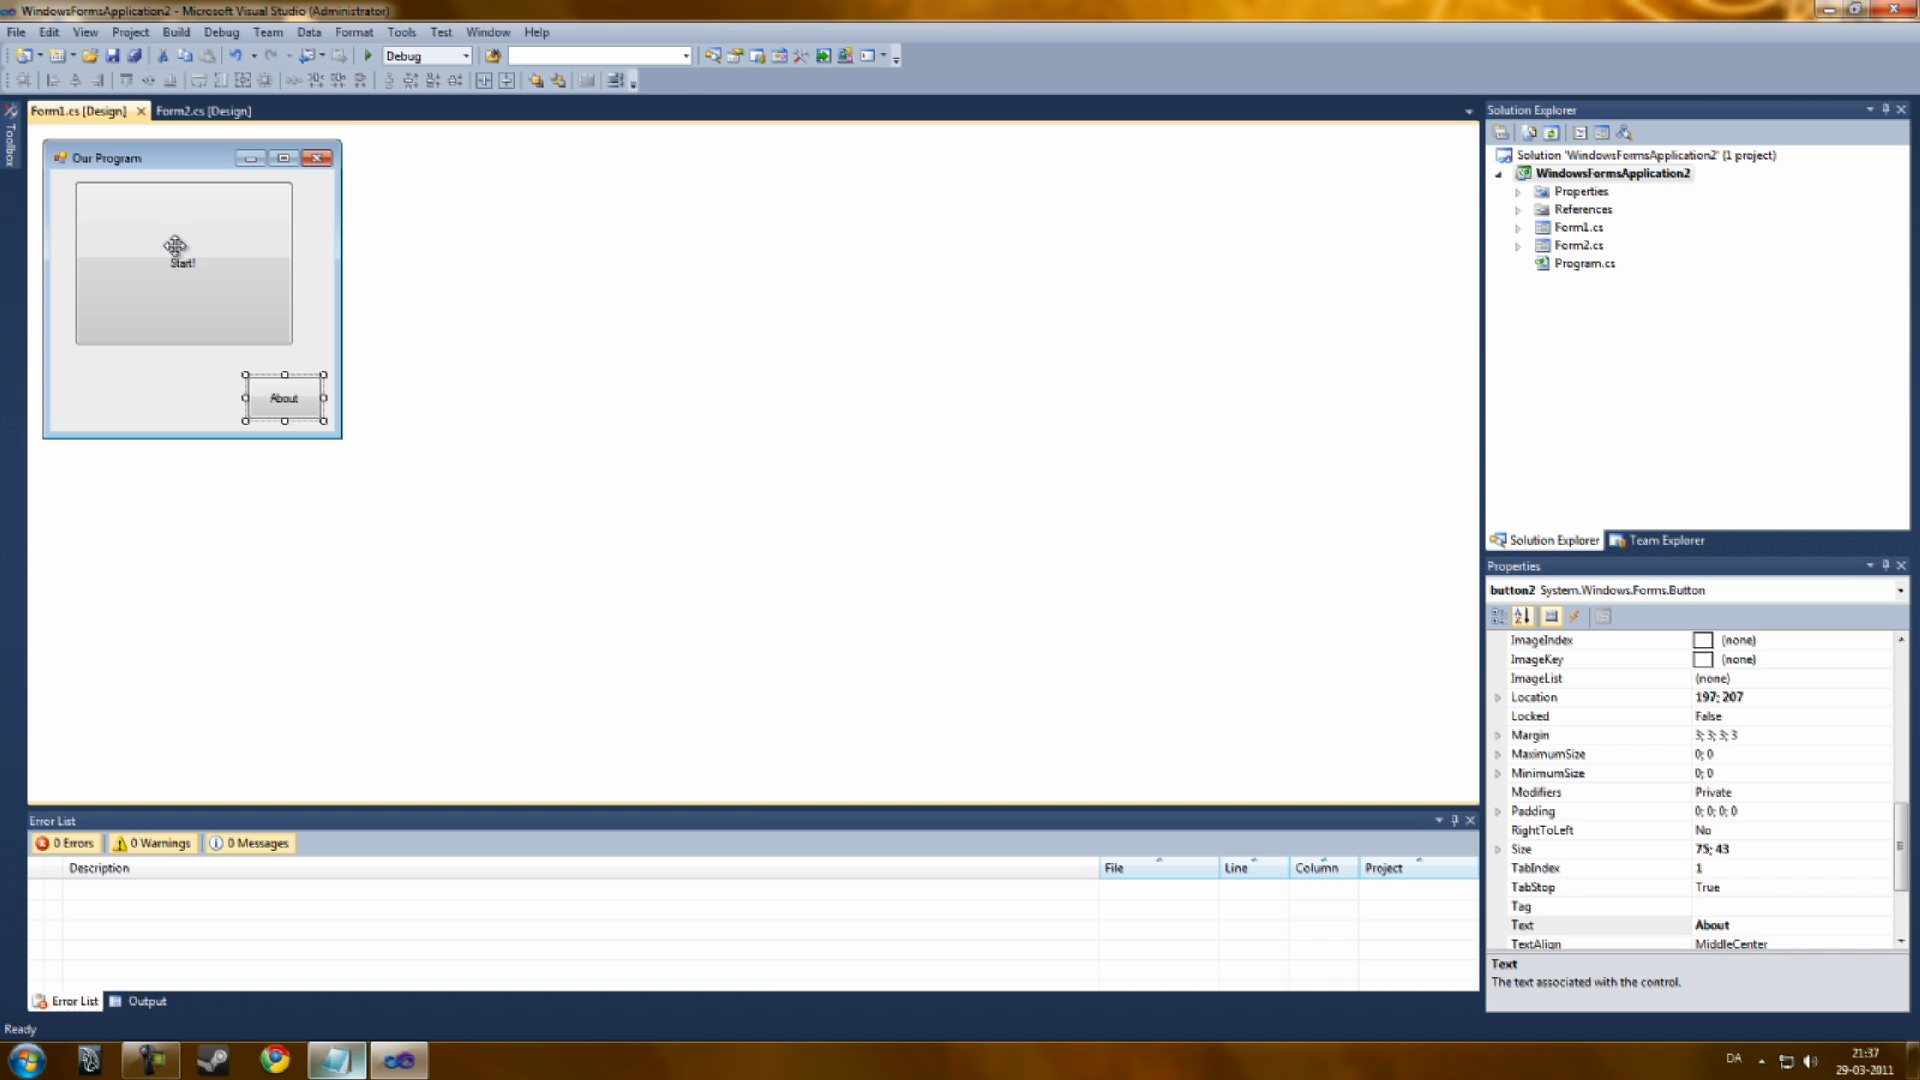 WindowsFormsApplication2 - Microsoft Visual Studio (Administrator)
File Edit View Project Build Debug Team Data Format Tools Test Window Help
Debug
Toolbox
Form1.cs [Design] Form2.cs [Design]
Our Program
Start!
About
Solution Explorer
Solution 'WindowsFormsApplication2' (1 project)
WindowsFormsApplication2
Properties
References
Form1.cs
Form2.cs
Program.cs
Solution Explorer Team Explorer
Properties
button2 System.Windows.Forms.Button
ImageIndex (none)
ImageKey (none)
ImageList (none)
Location 197; 207
Locked False
Margin 3; 3; 3; 3
MaximumSize 0; 0
MinimumSize 0; 0
Modifiers Private
Padding 0; 0; 0; 0
RightToLeft No
Size 75; 43
TabIndex 1
TabStop True
Tag
Text About
TextAlign MiddleCenter
Text
The text associated with the control.
Error List
0 Errors 0 Warnings 0 Messages
Description File Line Column Project
Error List Output
Ready
DA
21:37
29-03-2011